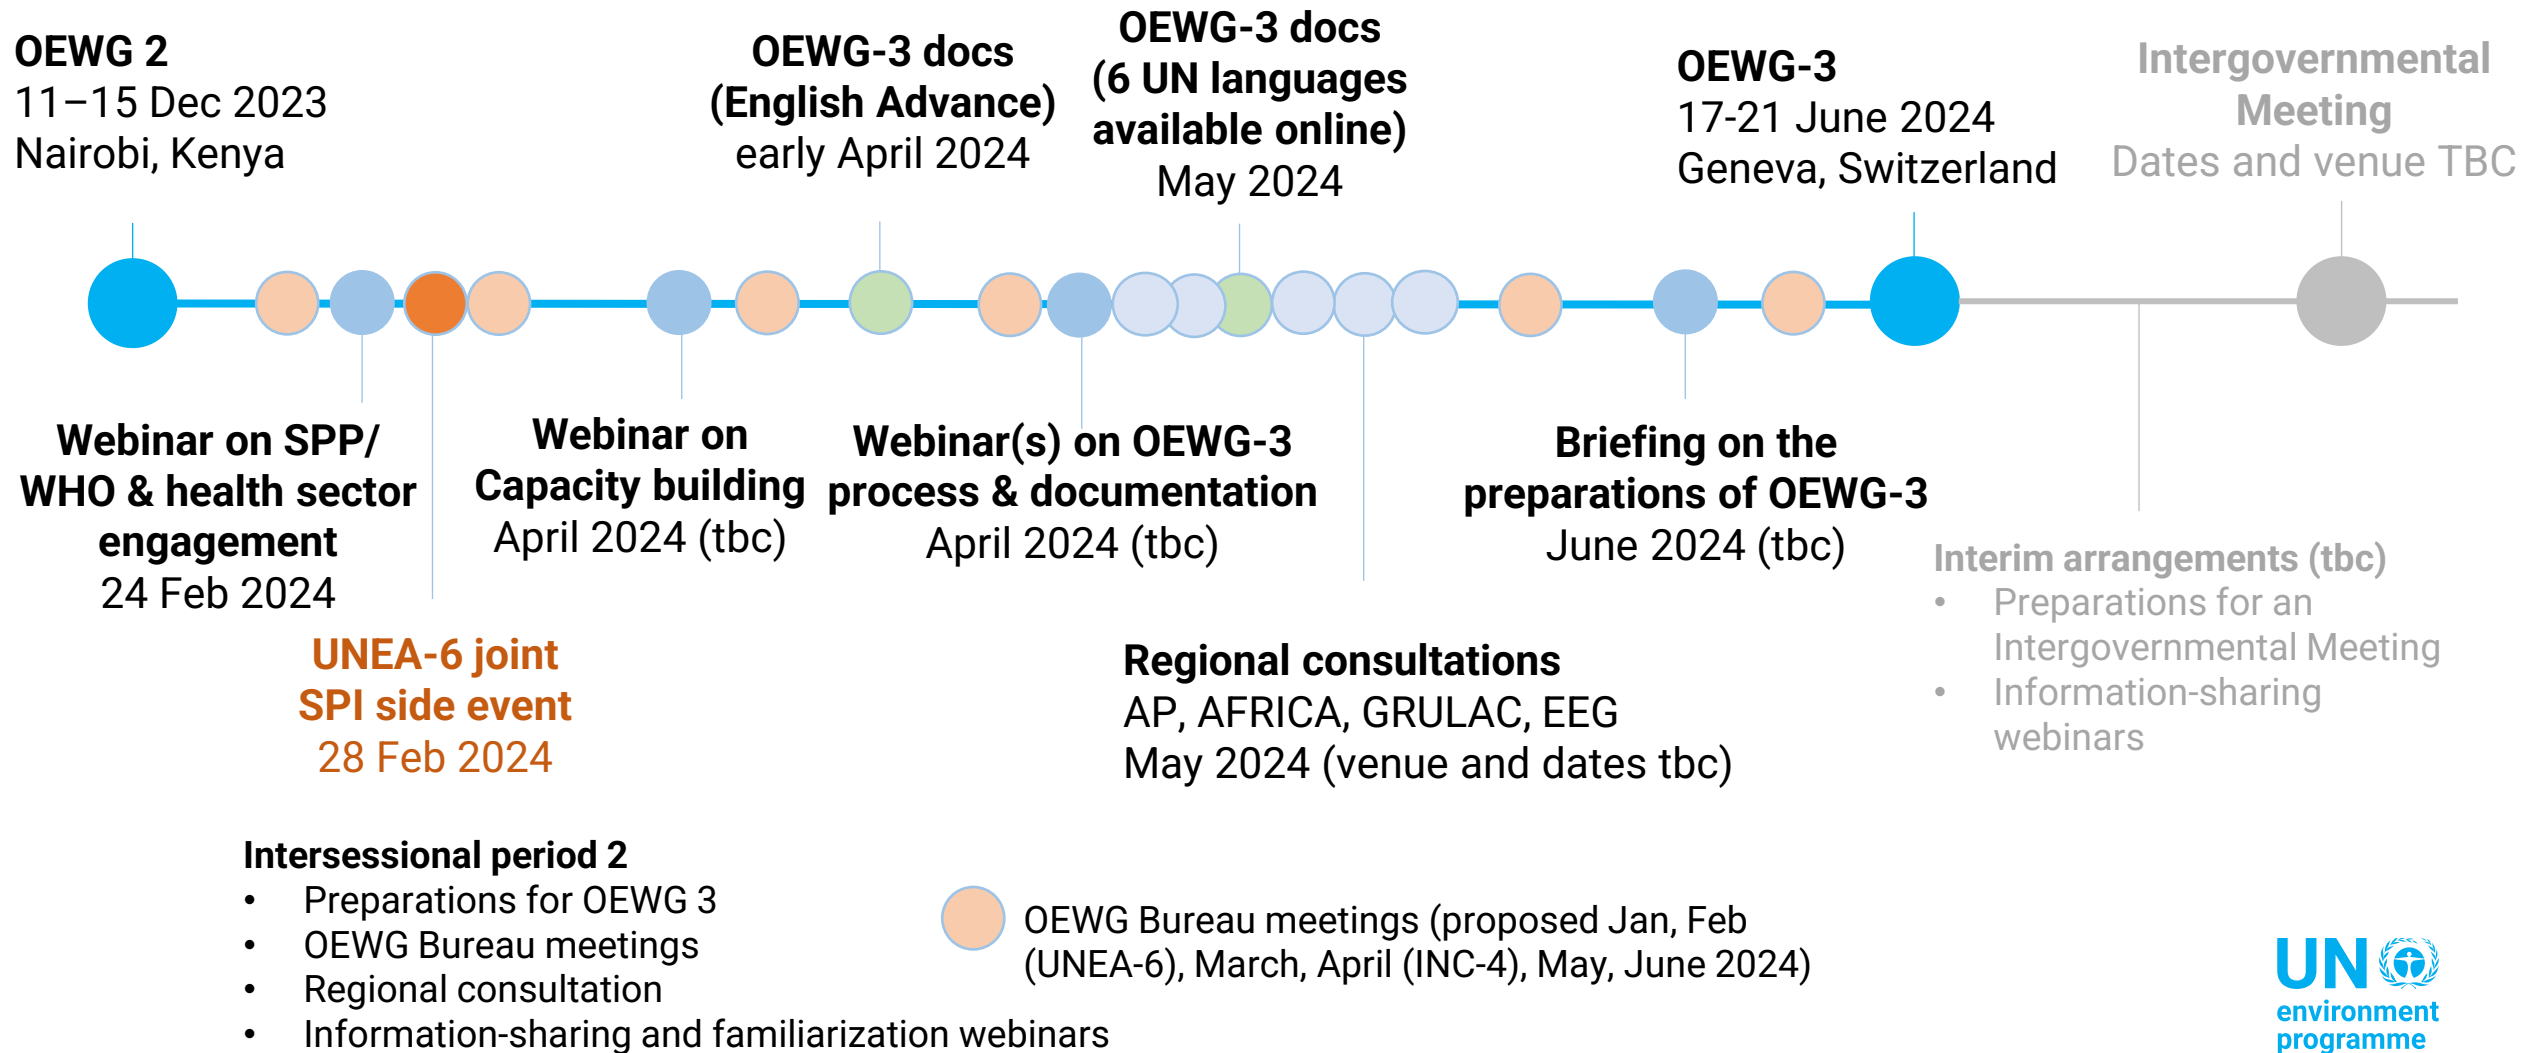 OEWG 2
11–15 Dec 2023
Nairobi, Kenya
OEWG-3 docs
(English Advance)
early April 2024
OEWG-3 docs
(6 UN languages
available online)
May 2024
OEWG-3
17-21 June 2024
Geneva, Switzerland
Intergovernmental
Meeting
Dates and venue TBC
Webinar on SPP/
WHO & health sector
engagement
24 Feb 2024
UNEA-6 joint
SPI side event
28 Feb 2024
Webinar on
Capacity building
April 2024 (tbc)
Webinar(s) on OEWG-3
process & documentation
April 2024 (tbc)
Regional consultations
AP, AFRICA, GRULAC, EEG
May 2024 (venue and dates tbc)
Briefing on the
preparations of OEWG-3
June 2024 (tbc)
Interim arrangements (tbc)
• Preparations for an
Intergovernmental Meeting
• Information-sharing
webinars
Intersessional period 2
• Preparations for OEWG 3
• OEWG Bureau meetings
• Regional consultation
• Information-sharing and familiarization webinars
OEWG Bureau meetings (proposed Jan, Feb
(UNEA-6), March, April (INC-4), May, June 2024)
UN
environment
programme